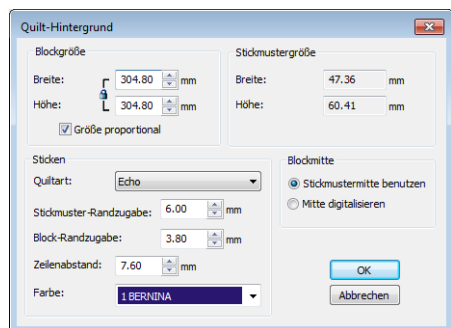 Quilt-Hintergrund
Blockgröße
Breite: 304.80 mm
Höhe: 304.80 mm
Größe proportional
Stickmustergröße
Breite: 47.36 mm
Höhe: 60.41 mm
Sticken
Quiltart: Echo
Stickmuster-Randzugabe: 6.00 mm
Block-Randzugabe: 3.80 mm
Zeilenabstand: 7.60 mm
Farbe: 1 BERNINA
Blockmitte
Stickmustermitte benutzen
Mitte digitalisieren
OK
Abbrechen